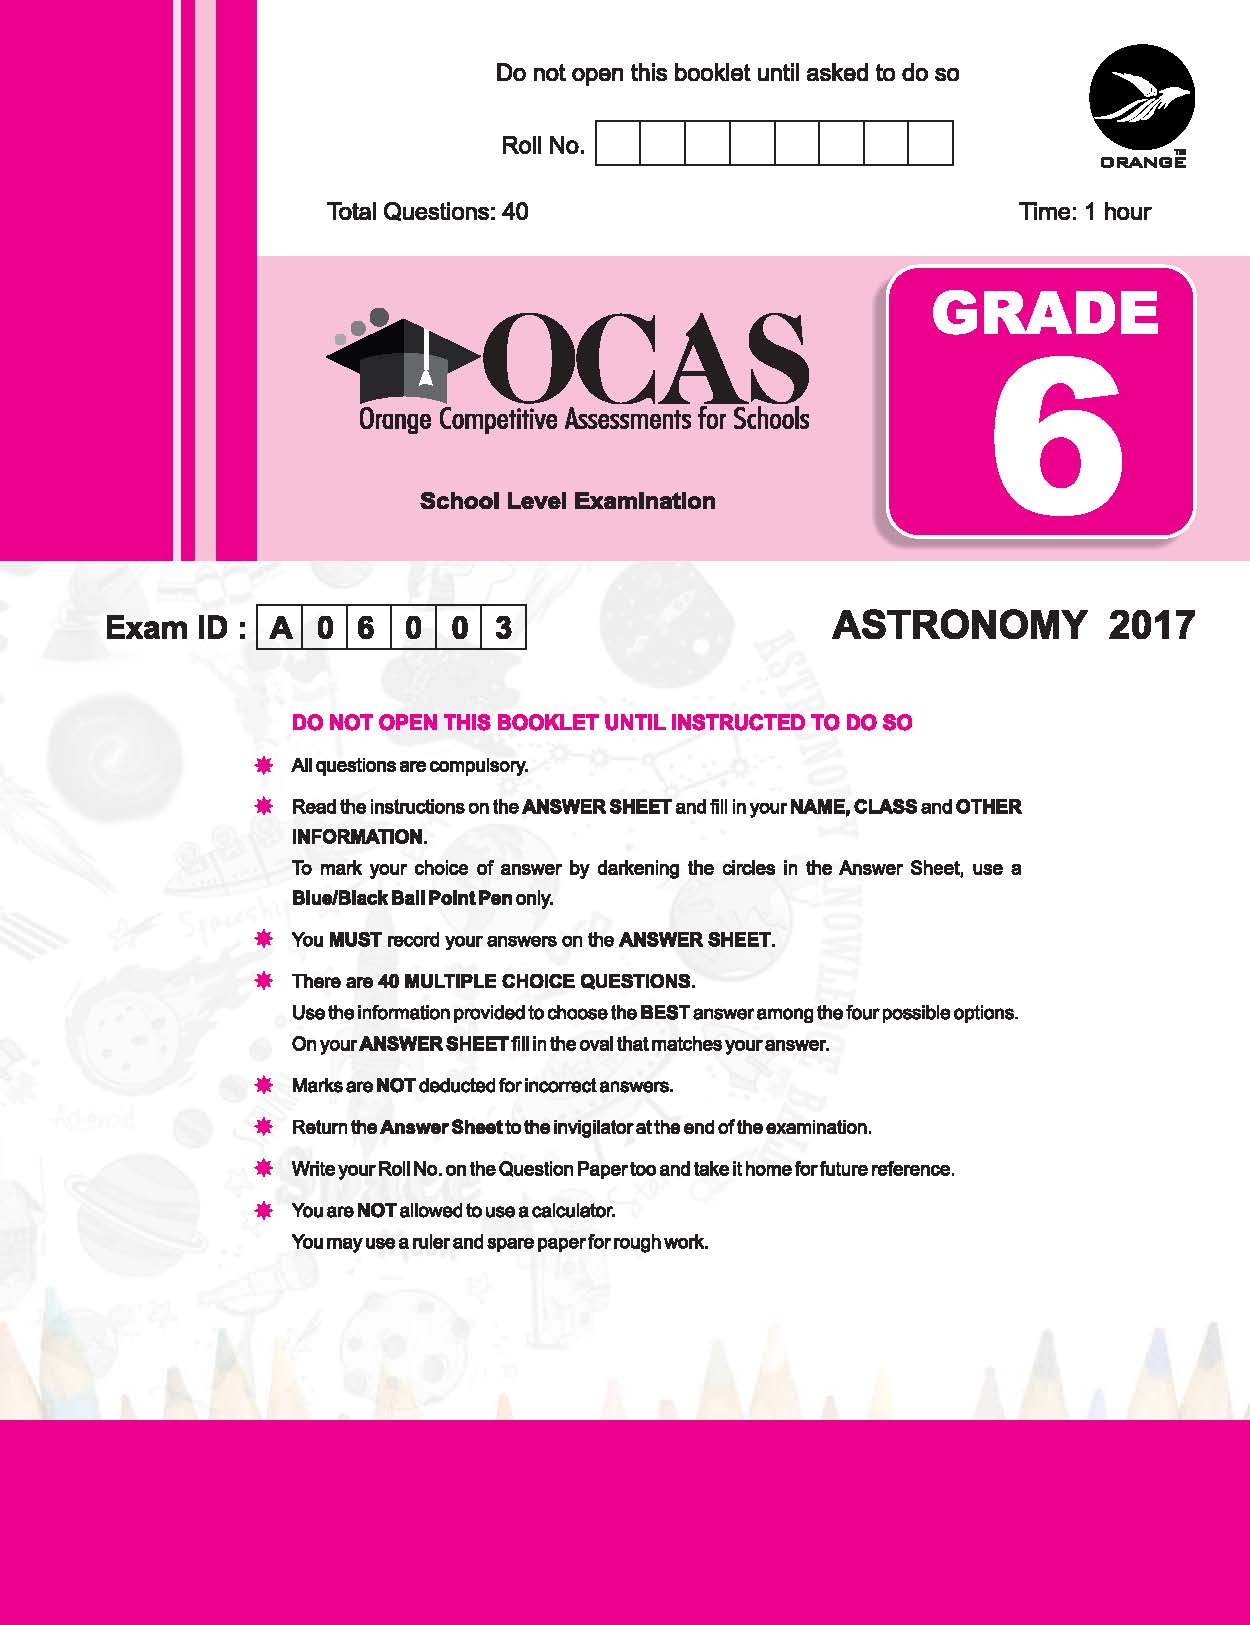 Do not open this booklet until asked to do so
Roll No.
ORANGE™
Total Questions: 40
Time: 1 hour
GRADE
6
OCAS
Orange Competitive Assessments for Schools
School Level Examination
Exam ID : A 0 6 0 0 3
ASTRONOMY 2017
DO NOT OPEN THIS BOOKLET UNTIL INSTRUCTED TO DO SO
All questions are compulsory.
Read the instructions on the ANSWER SHEET and fill in your NAME, CLASS and OTHER
INFORMATION.
To mark your choice of answer by darkening the circles in the Answer Sheet, use a
Blue/Black Ball Point Pen only.
You MUST record your answers on the ANSWER SHEET.
There are 40 MULTIPLE CHOICE QUESTIONS.
Use the information provided to choose the BEST answer among the four possible options.
On your ANSWER SHEET fill in the oval that matches your answer.
Marks are NOT deducted for incorrect answers.
Return the Answer Sheet to the invigilator at the end of the examination.
Write your Roll No. on the Question Paper too and take it home for future reference.
You are NOT allowed to use a calculator.
You may use a ruler and spare paper for rough work.